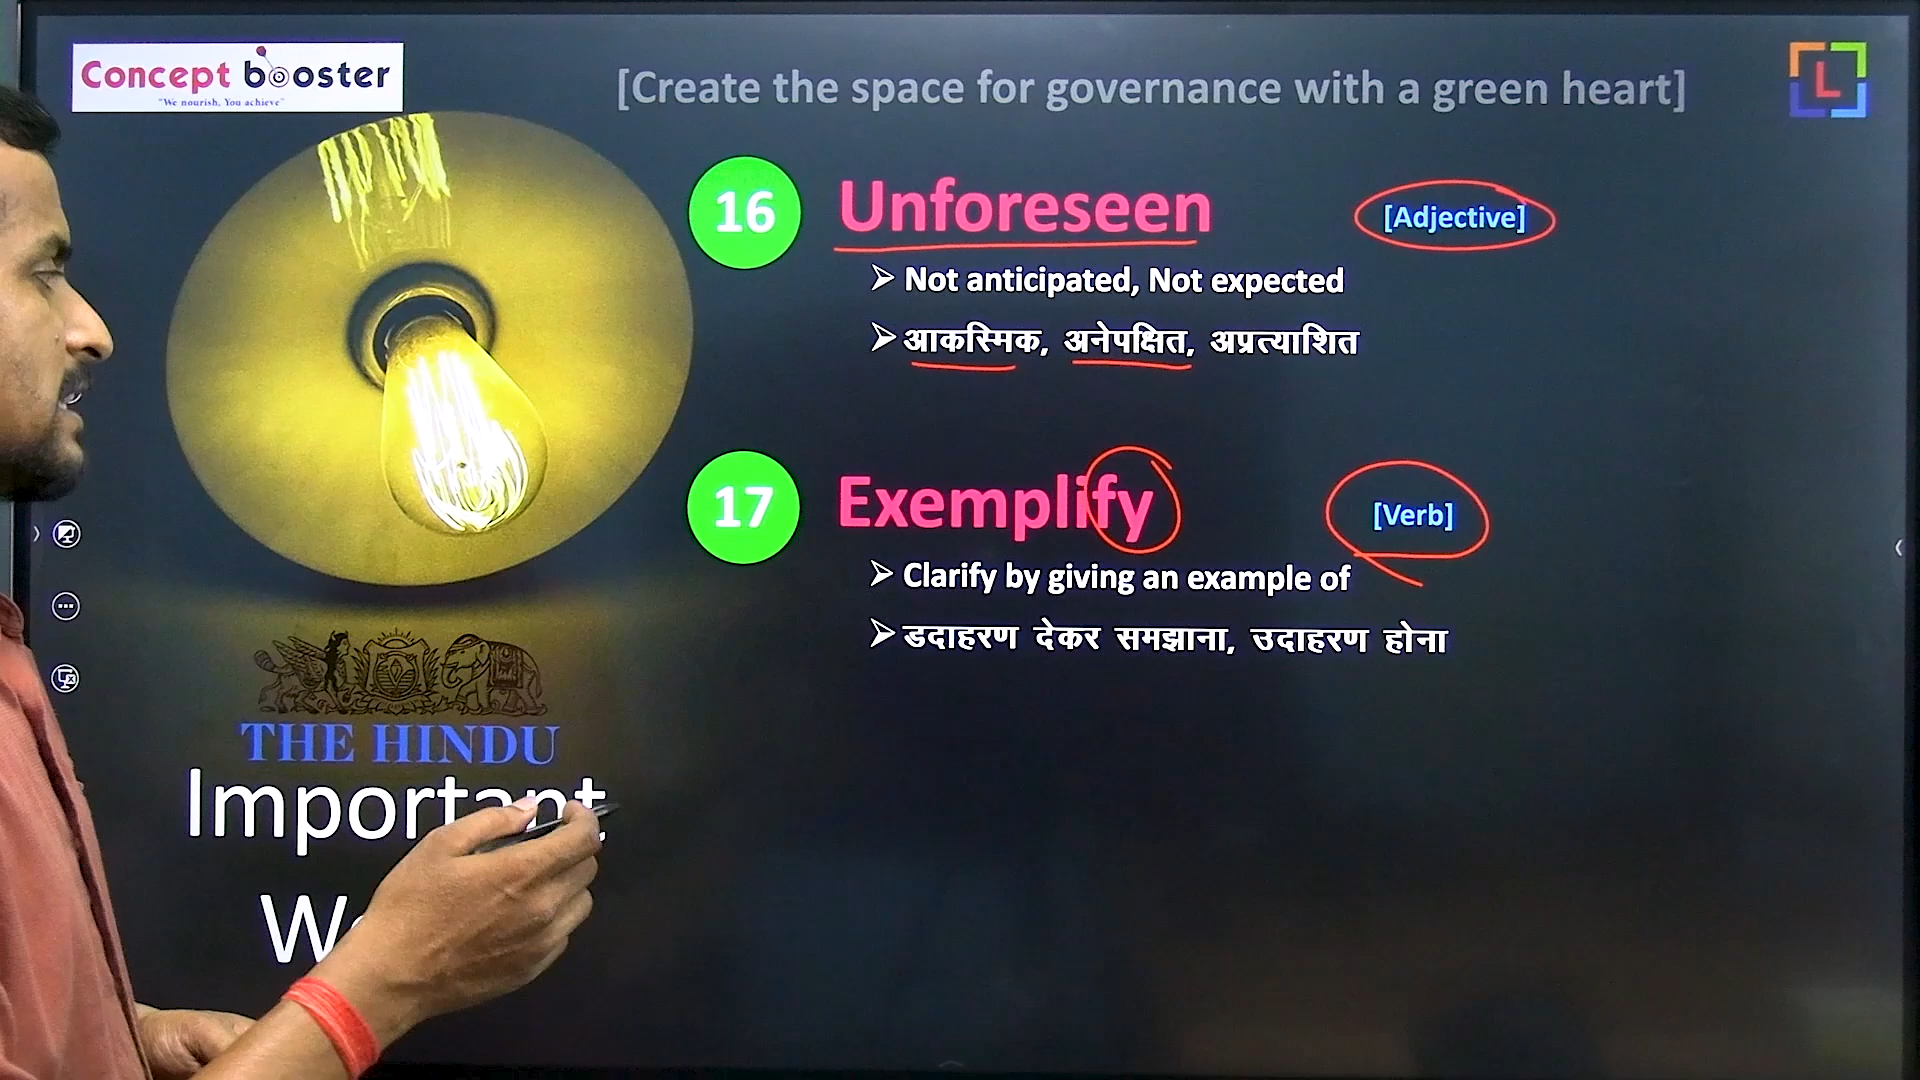 Concept booster
"We nourish, You achieve"
[Create the space for governance with a green heart]
L
16 Unforeseen [Adjective]
➢ Not anticipated, Not expected
➢ आकस्मिक, अनेपक्षित, अप्रत्याशित
17 Exemplify [Verb]
➢ Clarify by giving an example of
➢ डदाहरण देकर समझाना, उदाहरण होना
THE HINDU
Important